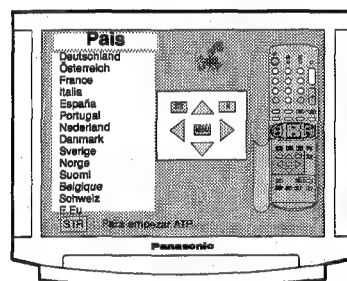 País
Deutschland
Österreich
France
Italia
España
Portugal
Nederland
Danmark
Sverige
Norge
Suomi
Belgique
Schweiz
E.Eu
STR Para empezar ATP
Panasonic